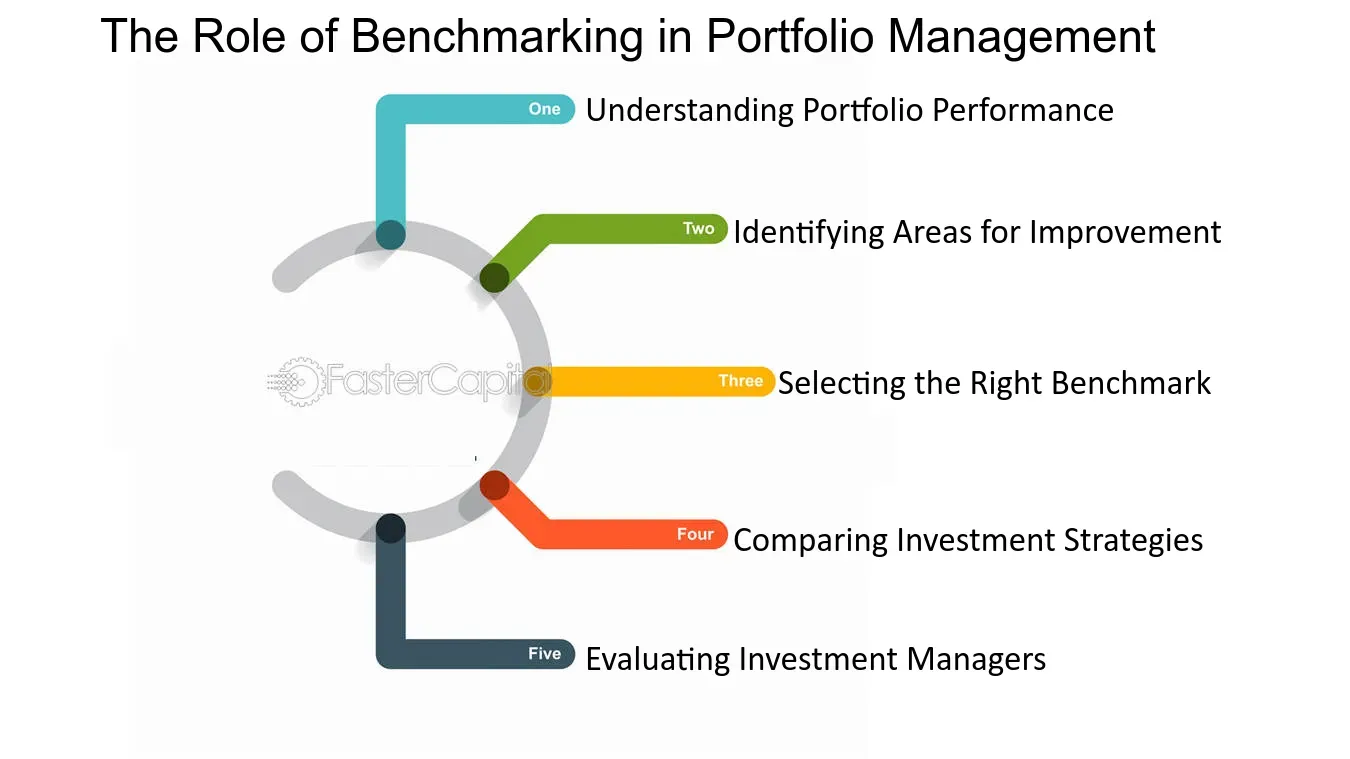 The Role of Benchmarking in Portfolio Management
One Understanding Portfolio Performance
Two Identifying Areas for Improvement
FasterCapital
Three Selecting the Right Benchmark
Four Comparing Investment Strategies
Five Evaluating Investment Managers